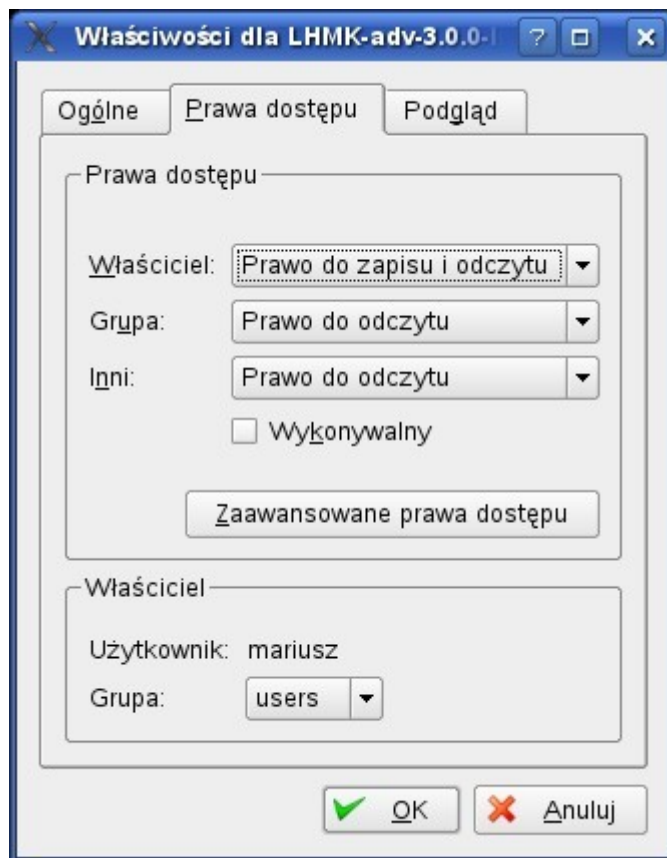 Właściwości dla LHMK-adv-3.0.0-
Ogólne Prawa dostępu Podgląd
Prawa dostępu
Właściciel: Prawo do zapisu i odczytu
Grupa: Prawo do odczytu
Inni: Prawo do odczytu
Wykonywalny
Zaawansowane prawa dostępu
Właściciel
Użytkownik: mariusz
Grupa: users
OK Anuluj